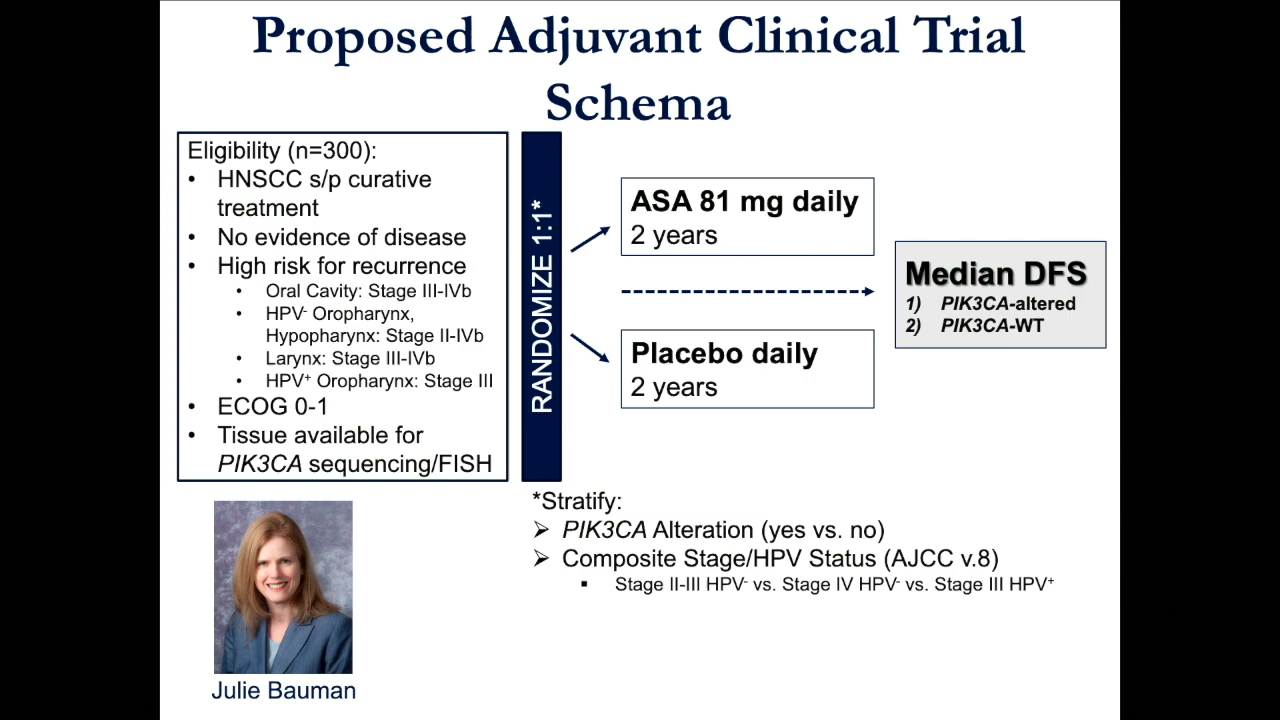 Proposed Adjuvant Clinical Trial
Schema
Eligibility (n=300):
• HNSCC s/p curative
treatment
• No evidence of disease
• High risk for recurrence
• Oral Cavity: Stage III-IVb
• HPV⁻ Oropharynx,
Hypopharynx: Stage II-IVb
• Larynx: Stage III-IVb
• HPV⁺ Oropharynx: Stage III
• ECOG 0-1
• Tissue available for
PIK3CA sequencing/FISH
RANDOMIZE 1:1*
ASA 81 mg daily
2 years
Placebo daily
2 years
Median DFS
1) PIK3CA-altered
2) PIK3CA-WT
*Stratify:
➢ PIK3CA Alteration (yes vs. no)
➢ Composite Stage/HPV Status (AJCC v.8)
▪ Stage II-III HPV⁻ vs. Stage IV HPV⁻ vs. Stage III HPV⁺
Julie Bauman